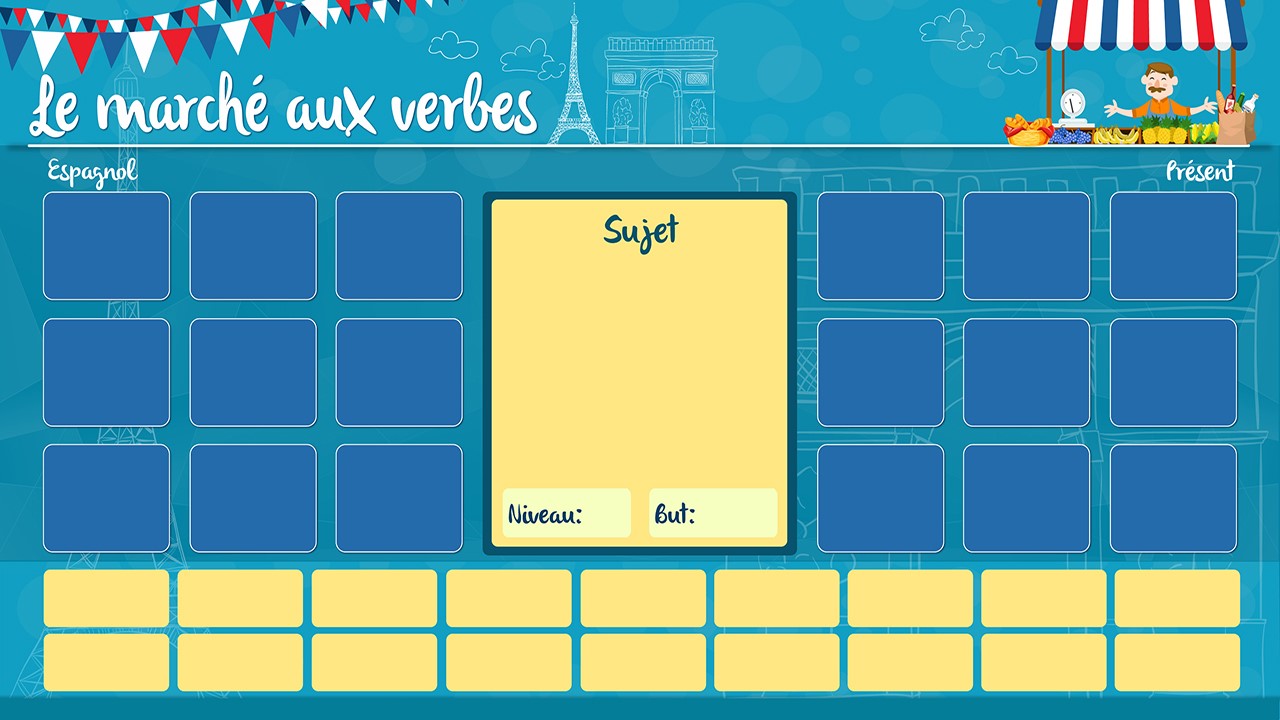 Le marché aux verbes
Espagnol
Présent
Sujet
Niveau:
But: